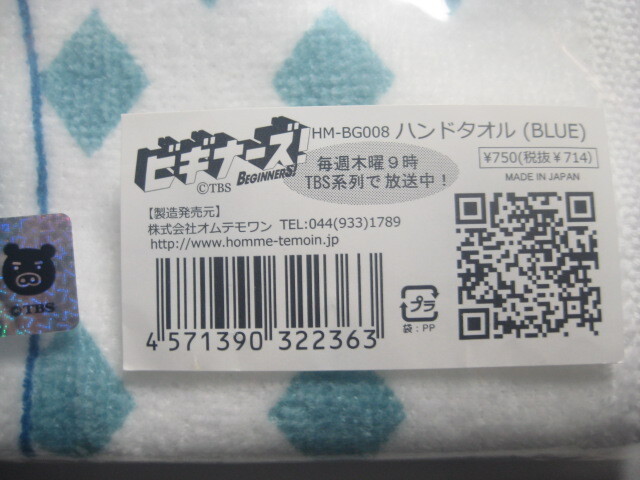 HM-BG008 ハンドタオル (BLUE)
ビギナーズ!
BEGINNERS!
©TBS
毎週木曜9時
TBS系列で放送中！
¥750(税抜¥714)
MADE IN JAPAN
【製造発売元】
株式会社オムテモワン TEL:044(933)1789
http://www.homme-temoin.jp
4 571390 322363
プラ
袋：PP
©TBS